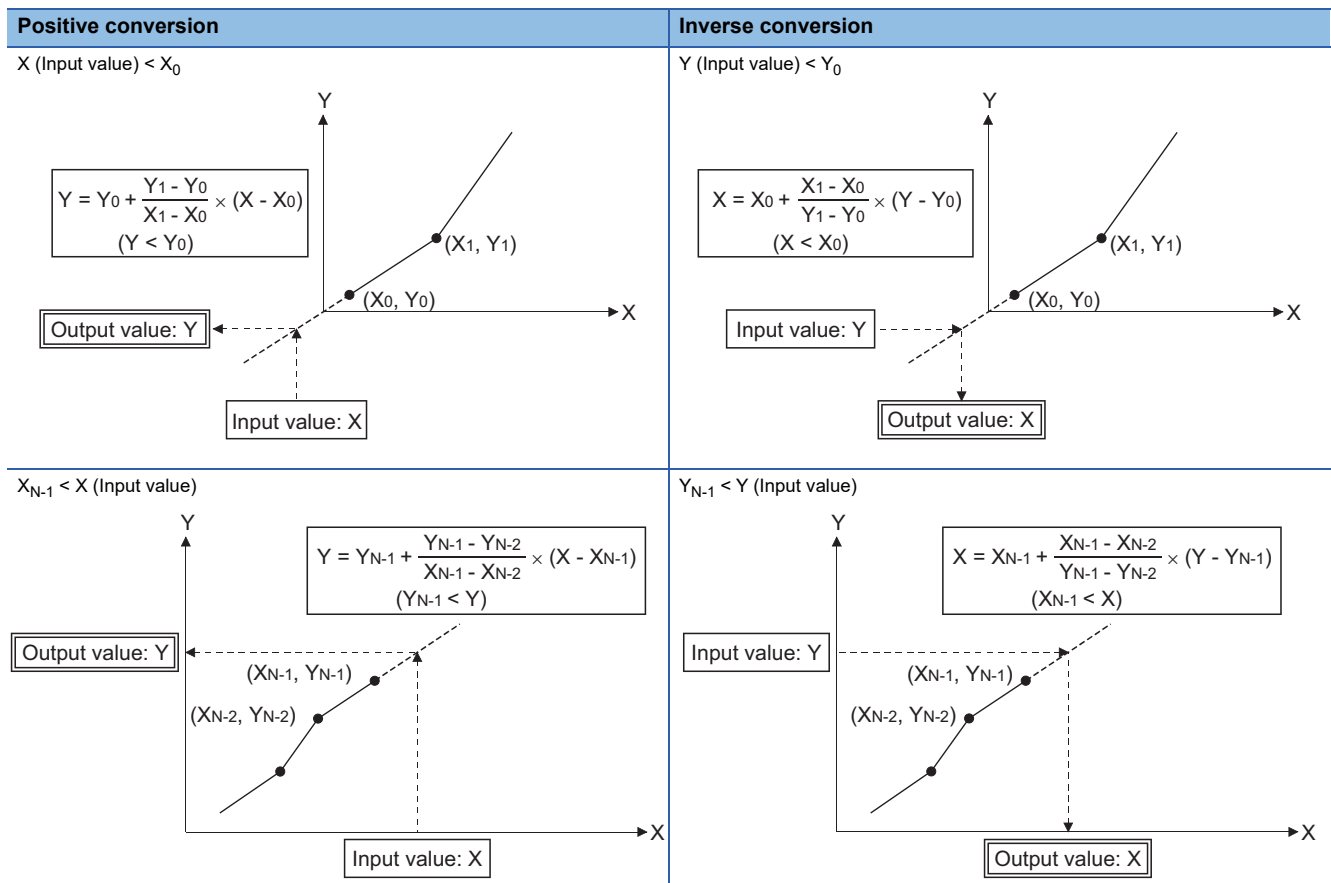 Positive conversion
Inverse conversion
X (Input value) < X0
Y
Y = Y0 + Y1 - Y0 / X1 - X0 × (X - X0)
(Y < Y0)
(X1, Y1)
(X0, Y0)
X
Output value: Y
Input value: X
Y (Input value) < Y0
Y
X = X0 + X1 - X0 / Y1 - Y0 × (Y - Y0)
(X < X0)
(X1, Y1)
(X0, Y0)
X
Input value: Y
Output value: X
XN-1 < X (Input value)
Y
Y = YN-1 + YN-1 - YN-2 / XN-1 - XN-2 × (X - XN-1)
(YN-1 < Y)
Output value: Y
(XN-1, YN-1)
(XN-2, YN-2)
X
Input value: X
YN-1 < Y (Input value)
Y
X = XN-1 + XN-1 - XN-2 / YN-1 - YN-2 × (Y - YN-1)
(XN-1 < X)
Input value: Y
(XN-1, YN-1)
(XN-2, YN-2)
X
Output value: X